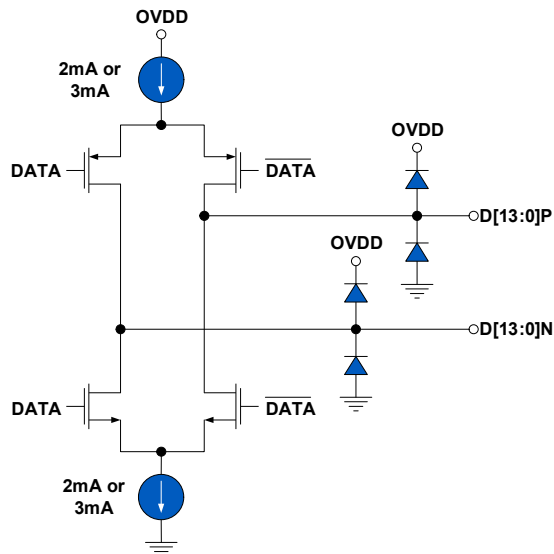 OVDD
2mA or
3mA
OVDD
DATA
DATA
D[13:0]P
OVDD
D[13:0]N
DATA
DATA
2mA or
3mA